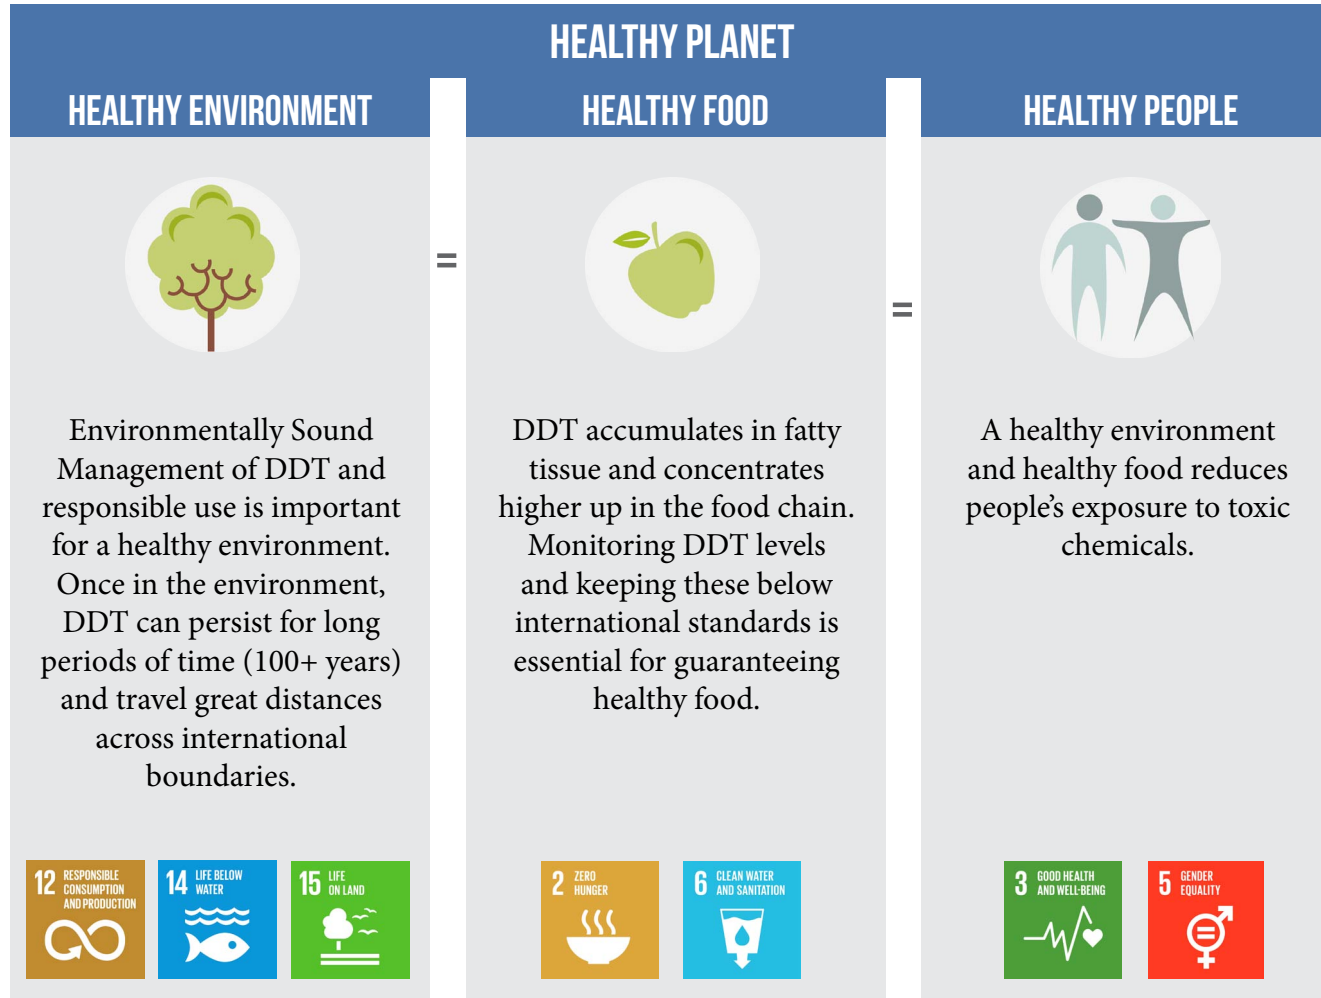 HEALTHY PLANET
HEALTHY ENVIRONMENT
=
HEALTHY FOOD
=
HEALTHY PEOPLE
Environmentally Sound
Management of DDT and
responsible use is important
for a healthy environment.
Once in the environment,
DDT can persist for long
periods of time (100+ years)
and travel great distances
across international
boundaries.
12 RESPONSIBLE
CONSUMPTION
AND PRODUCTION
14 LIFE BELOW
WATER
15 LIFE
ON LAND
DDT accumulates in fatty
tissue and concentrates
higher up in the food chain.
Monitoring DDT levels
and keeping these below
international standards is
essential for guaranteeing
healthy food.
2 ZERO
HUNGER
6 CLEAN WATER
AND SANITATION
A healthy environment
and healthy food reduces
people’s exposure to toxic
chemicals.
3 GOOD HEALTH
AND WELL-BEING
5 GENDER
EQUALITY